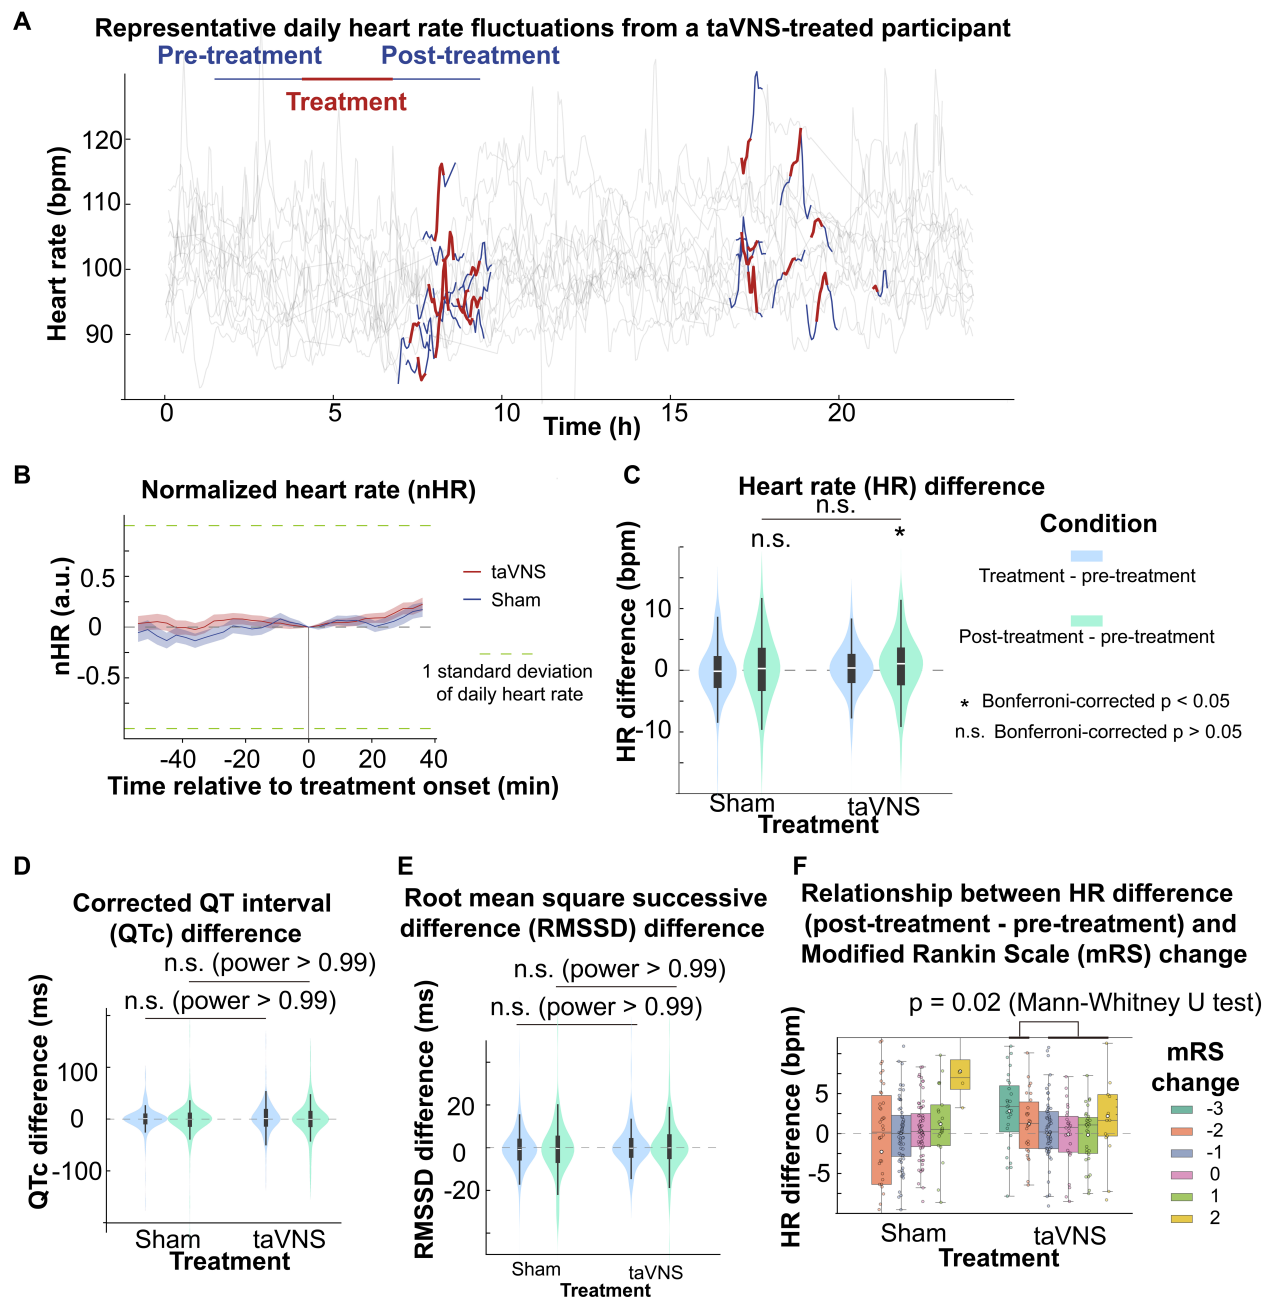 A
Representative daily heart rate fluctuations from a taVNS-treated participant
Pre-treatment
Post-treatment
Treatment
Heart rate (bpm)
120
110
100
90
0
5
10
15
20
Time (h)
B
Normalized heart rate (nHR)
nHR (a.u.)
0.5
0
-0.5
-40
-20
0
20
40
Time relative to treatment onset (min)
taVNS
Sham
1 standard deviation
of daily heart rate
C
Heart rate (HR) difference
n.s.
n.s.
*
HR difference (bpm)
10
0
-10
Sham
taVNS
Treatment
Condition
Treatment - pre-treatment
Post-treatment - pre-treatment
* Bonferroni-corrected p < 0.05
n.s. Bonferroni-corrected p > 0.05
D
Corrected QT interval
(QTc) difference
n.s. (power > 0.99)
n.s. (power > 0.99)
QTc difference (ms)
100
0
-100
Sham
taVNS
Treatment
E
Root mean square successive
difference (RMSSD) difference
n.s. (power > 0.99)
n.s. (power > 0.99)
RMSSD difference (ms)
20
0
-20
Sham
taVNS
Treatment
F
Relationship between HR difference
(post-treatment - pre-treatment) and
Modified Rankin Scale (mRS) change
p = 0.02 (Mann-Whitney U test)
HR difference (bpm)
5
0
-5
Sham
taVNS
Treatment
mRS
change
-3
-2
-1
0
1
2